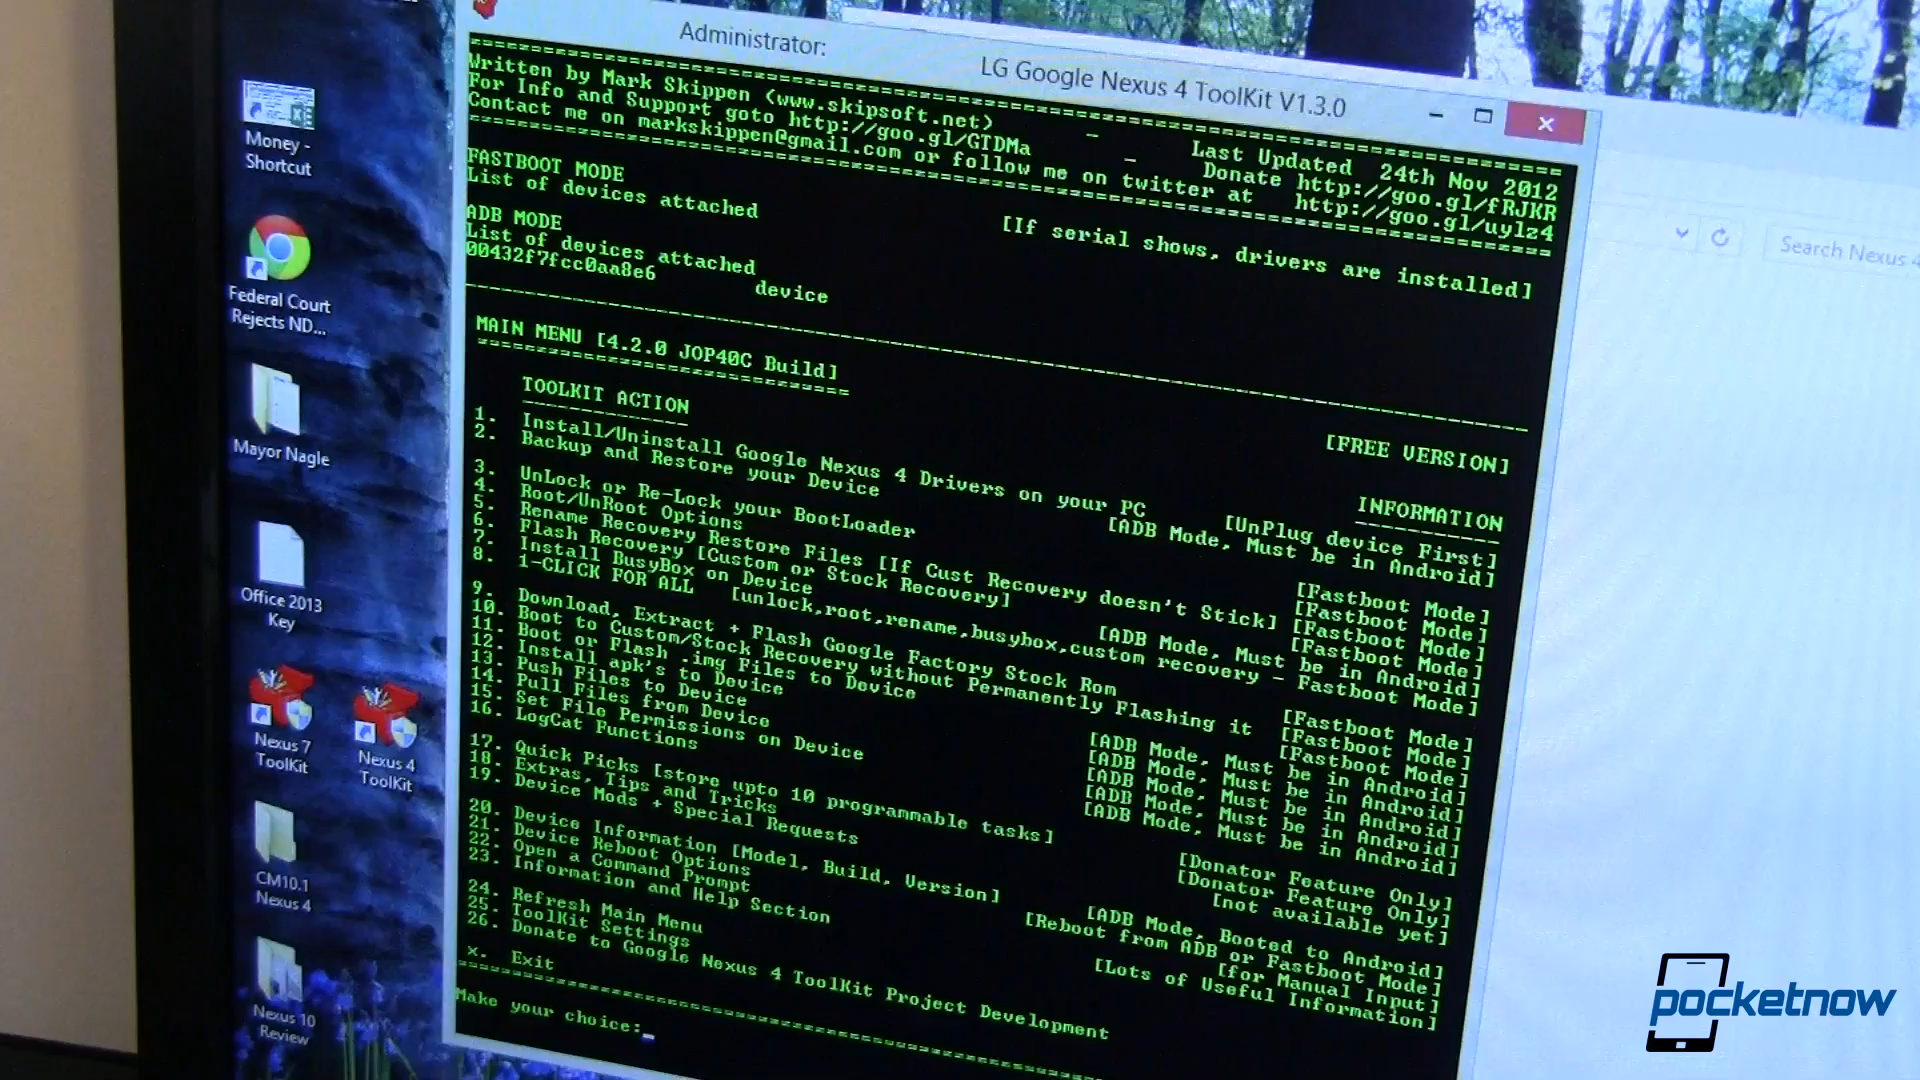 Administrator: LG Google Nexus 4 ToolKit V1.3.0
Written by Mark Skippen (www.skipsoft.net) Last Updated 24th Nov 2012
For Info and Support goto http://goo.gl/GTDMa - Donate http://goo.gl/fRJKR
Contact me on markskippen@gmail.com or follow me on twitter at http://goo.gl/uylz4
FASTBOOT MODE
List of devices attached
[If serial shows, drivers are installed]
ADB MODE
List of devices attached
00432f7fcc0aa8e6 device
MAIN MENU [4.2.0 JOP40C Build]
[FREE VERSION]
TOOLKIT ACTION INFORMATION
1. Install/Uninstall Google Nexus 4 Drivers on your PC [UnPlug device First]
2. Backup and Restore your Device [ADB Mode, Must be in Android]
3. UnLock or Re-Lock your BootLoader [Fastboot Mode]
4. Root/UnRoot Options [Fastboot Mode]
5. Rename Recovery Restore Files [If Cust Recovery doesn't Stick] [Fastboot Mode]
6. Flash Recovery [Custom or Stock Recovery] [Fastboot Mode]
7. Install BusyBox on Device [ADB Mode, Must be in Android]
8. 1-CLICK FOR ALL [unlock,root,rename,busybox,custom recovery - Fastboot Mode]
9. Download, Extract + Flash Google Factory Stock Rom [Fastboot Mode]
10. Boot to Custom/Stock Recovery without Permanently Flashing it [Fastboot Mode]
11. Boot or Flash .img Files to Device [Fastboot Mode]
12. Install apk's to Device [ADB Mode, Must be in Android]
13. Push Files to Device [ADB Mode, Must be in Android]
14. Pull Files from Device [ADB Mode, Must be in Android]
15. Set File Permissions on Device [ADB Mode, Must be in Android]
16. LogCat Functions [ADB Mode, Must be in Android]
17. Quick Picks [store upto 10 programmable tasks] [Donator Feature Only]
18. Extras, Tips and Tricks [Donator Feature Only]
19. Device Mods + Special Requests [not available yet]
20. Device Information [Model, Build, Version] [ADB Mode, Booted to Android]
21. Device Reboot Options [Reboot from ADB or Fastboot Mode]
22. Open a Command Prompt [for Manual Input]
23. Information and Help Section [Lots of Useful Information]
24. Refresh Main Menu
25. ToolKit Settings
26. Donate to Google Nexus 4 ToolKit Project Development
x. Exit
Make your choice:_
Money -
Shortcut
Federal Court
Rejects ND...
Mayor Nagle
Office 2013
Key
Nexus 7
ToolKit
Nexus 4
ToolKit
CM10.1
Nexus 4
Nexus 10
Review
Search Nexus 4
pocketnow